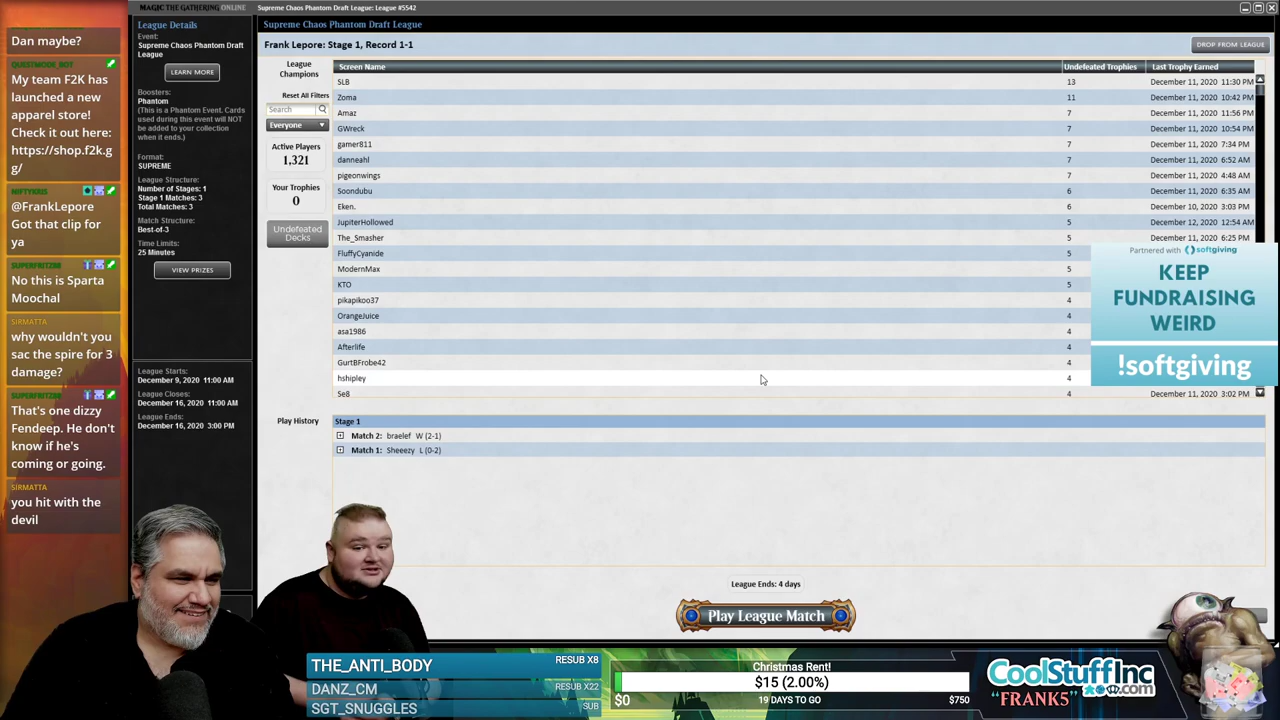 MAGIC THE GATHERING ONLINE
Supreme Chaos Phantom Draft League: League #5542
Dan maybe?
QUESTMODE_BOT
My team F2K has
launched a new
apparel store!
Check it out here:
https://shop.f2k.g
g/
NIFTYKRIS
@FrankLepore
Got that clip for
ya
SUPERFRITZ88
No this is Sparta
Moochal
SIRMATTA
why wouldn't you
sac the spire for 3
damage?
SUPERFRITZ88
That's one dizzy
Fendeep. He don't
know if he's
coming or going.
SIRMATTA
you hit with the
devil
League Details
Event:
Supreme Chaos Phantom Draft
League
LEARN MORE
Boosters:
Phantom
(This is a Phantom Event. Cards
used during this event will NOT
be added to your collection
when it ends.)
Format:
SUPREME
League Structure:
Number of Stages: 1
Stage 1 Matches: 3
Total Matches: 3
Match Structure:
Best-of-3
Time Limits:
25 Minutes
VIEW PRIZES
League Starts:
December 9, 2020 11:00 AM
League Closes:
December 16, 2020 11:00 AM
League Ends:
December 16, 2020 3:00 PM
Supreme Chaos Phantom Draft League
Frank Lepore: Stage 1, Record 1-1
DROP FROM LEAGUE
League
Champions
Reset All Filters
Search
Everyone
Active Players
1,321
Your Trophies
0
Undefeated
Decks
Screen Name Undefeated Trophies Last Trophy Earned
SLB 13 December 11, 2020 11:30 PM
Zoma 11 December 11, 2020 10:42 PM
Amaz 7 December 11, 2020 11:56 PM
GWreck 7 December 11, 2020 10:54 PM
gamer811 7 December 11, 2020 7:34 PM
danneahl 7 December 11, 2020 6:52 AM
pigeonwings 7 December 11, 2020 4:48 AM
Soondubu 6 December 11, 2020 6:35 AM
Eken. 6 December 10, 2020 3:03 PM
JupiterHollowed 5 December 12, 2020 12:54 AM
The_Smasher 5 December 11, 2020 6:25 PM
FluffyCyanide 5
ModernMax 5
KTO 5
pikapikoo37 4
OrangeJuice 4
asa1986 4
Afterlife 4
GurtBFrobe42 4
hshipley 4
Se8 4 December 11, 2020 3:02 PM
Partnered with softgiving
KEEP
FUNDRAISING
WEIRD
!softgiving
Play History
Stage 1
Match 2: braelef W (2-1)
Match 1: Sheeezy L (0-2)
League Ends: 4 days
Play League Match
THE_ANTI_BODY RESUB X8
DANZ_CM RESUB X22
SGT_SNUGGLES SUB
Christmas Rent!
$15 (2.00%)
$0 19 DAYS TO GO $750
CoolStuffInc
.com
"FRANK5"